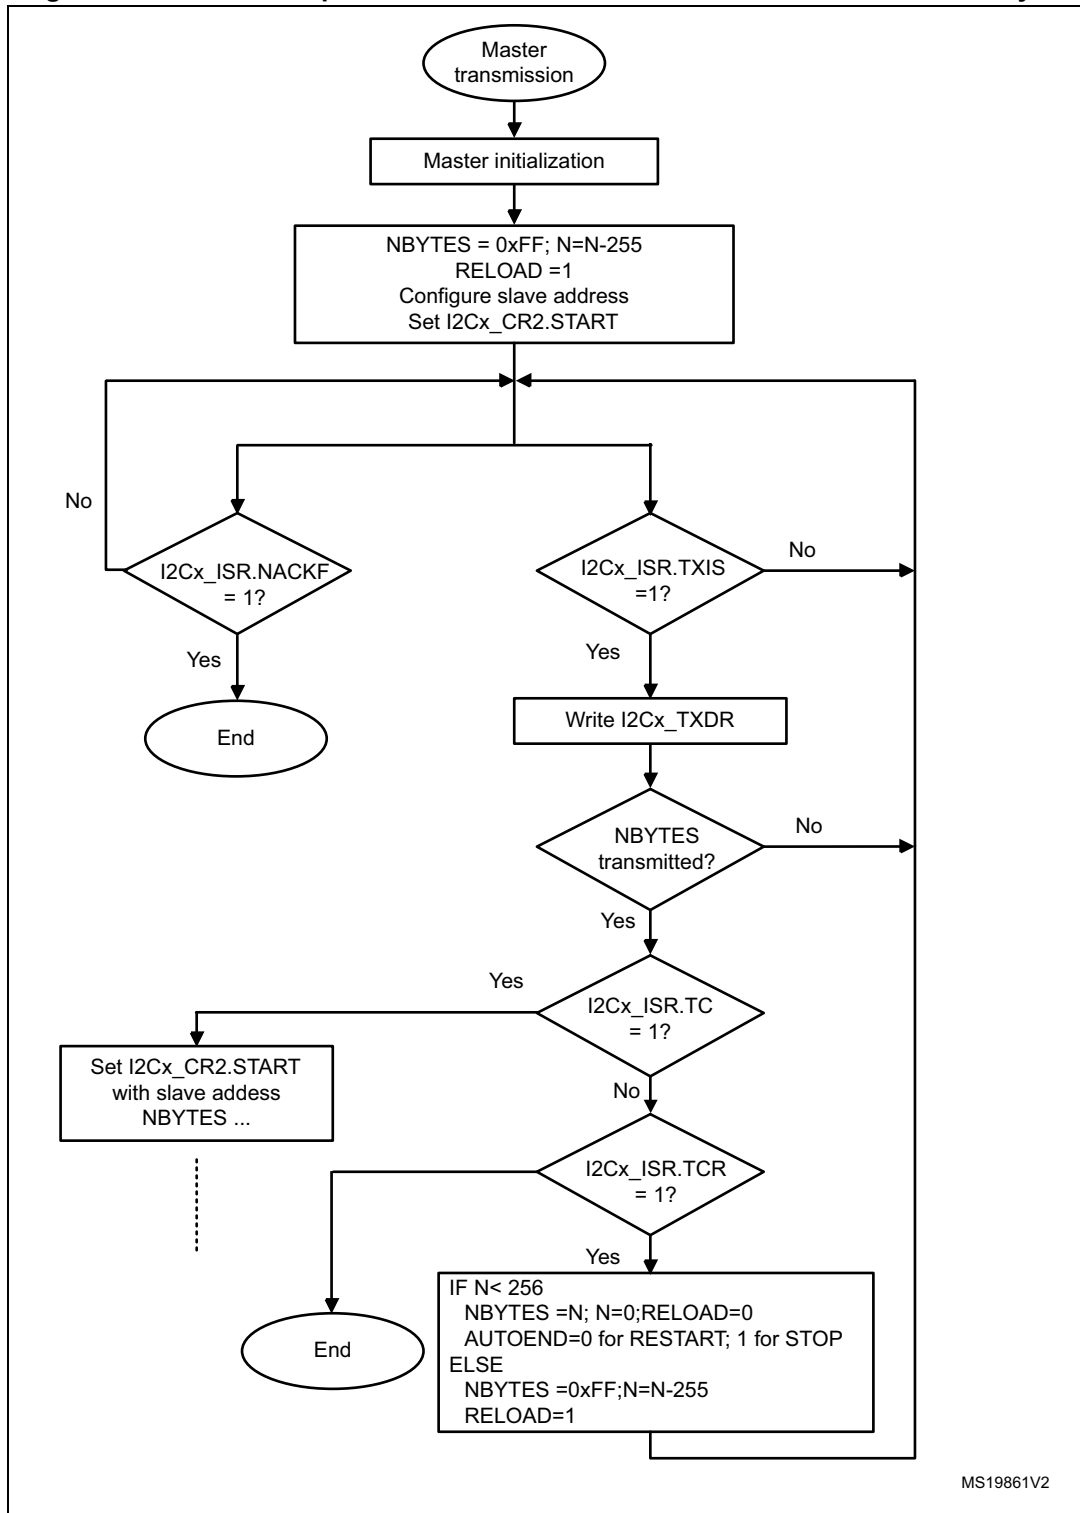 Master
transmission
Master initialization
NBYTES = 0xFF; N=N-255
RELOAD =1
Configure slave address
Set I2Cx_CR2.START
No
I2Cx_ISR.NACKF
= 1?
Yes
End
I2Cx_ISR.TXIS
=1?
No
Yes
Write I2Cx_TXDR
NBYTES
transmitted?
No
Yes
I2Cx_ISR.TC
= 1?
Yes
Set I2Cx_CR2.START
with slave addess
NBYTES ...
No
I2Cx_ISR.TCR
= 1?
Yes
End
IF N< 256
NBYTES =N; N=0;RELOAD=0
AUTOEND=0 for RESTART; 1 for STOP
ELSE
NBYTES =0xFF;N=N-255
RELOAD=1
MS19861V2